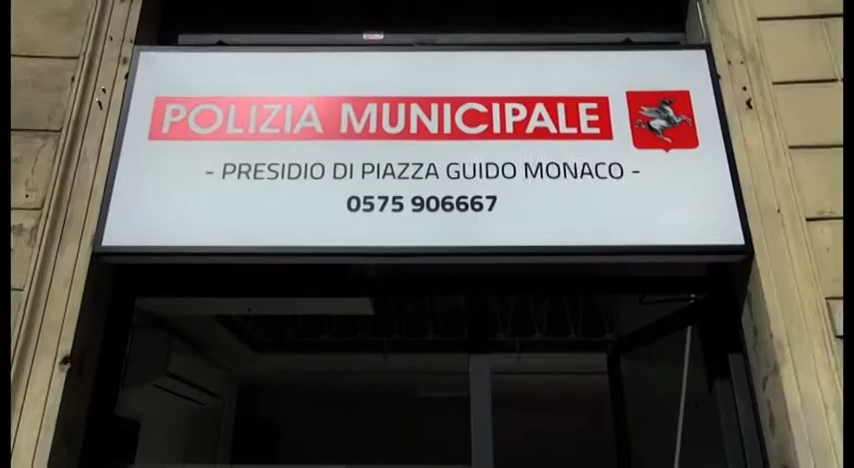 POLIZIA MUNICIPALE
- PRESIDIO DI PIAZZA GUIDO MONACO -
0575 906667